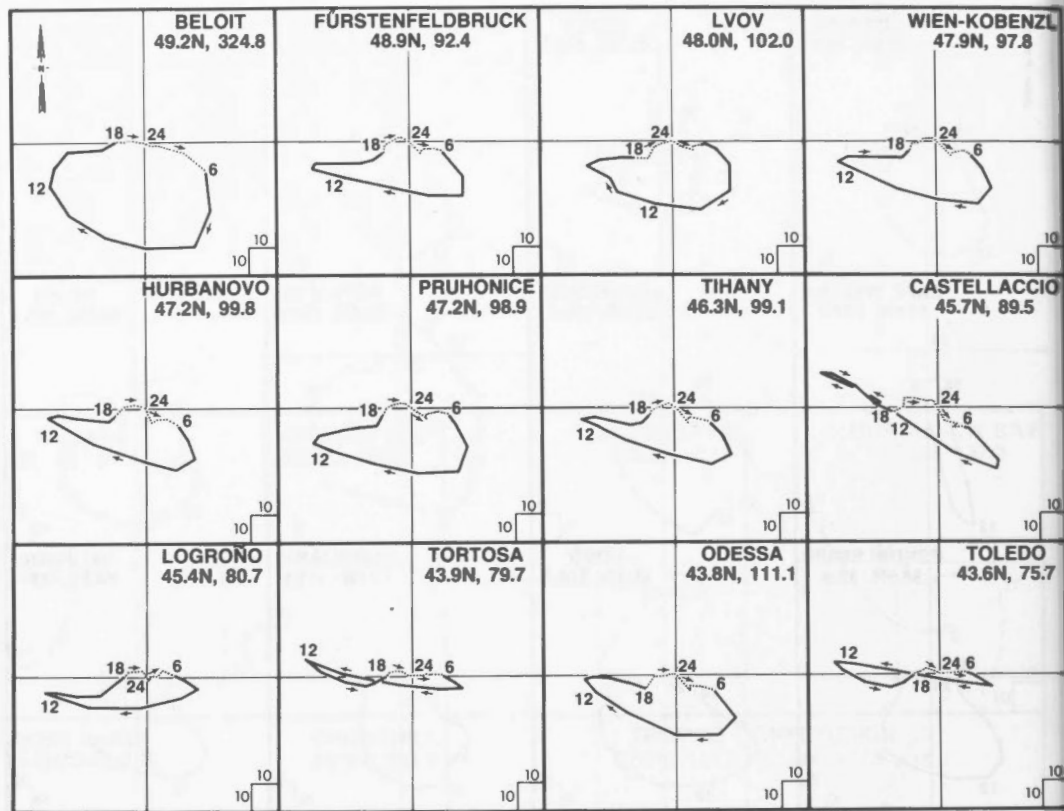 BELOIT
49.2N, 324.8
N
18
24
6
12
10
10
FÜRSTENFELDBRUCK
48.9N, 92.4
24
18
6
12
10
10
LVOV
48.0N, 102.0
24
18
6
12
10
10
WIEN-KOBENZL
47.9N, 97.8
24
18
6
12
10
10
HURBANOVO
47.2N, 99.8
18
24
6
12
10
10
PRUHONICE
47.2N, 98.9
18
24
6
12
10
10
TIHANY
46.3N, 99.1
18
24
6
12
10
10
CASTELLACCIO
45.7N, 89.5
24
18
12
6
10
10
LOGROÑO
45.4N, 80.7
18
6
24
12
10
10
TORTOSA
43.9N, 79.7
12
18
24
6
10
10
ODESSA
43.8N, 111.1
24
12
18
6
10
10
TOLEDO
43.6N, 75.7
12
18
24
6
10
10